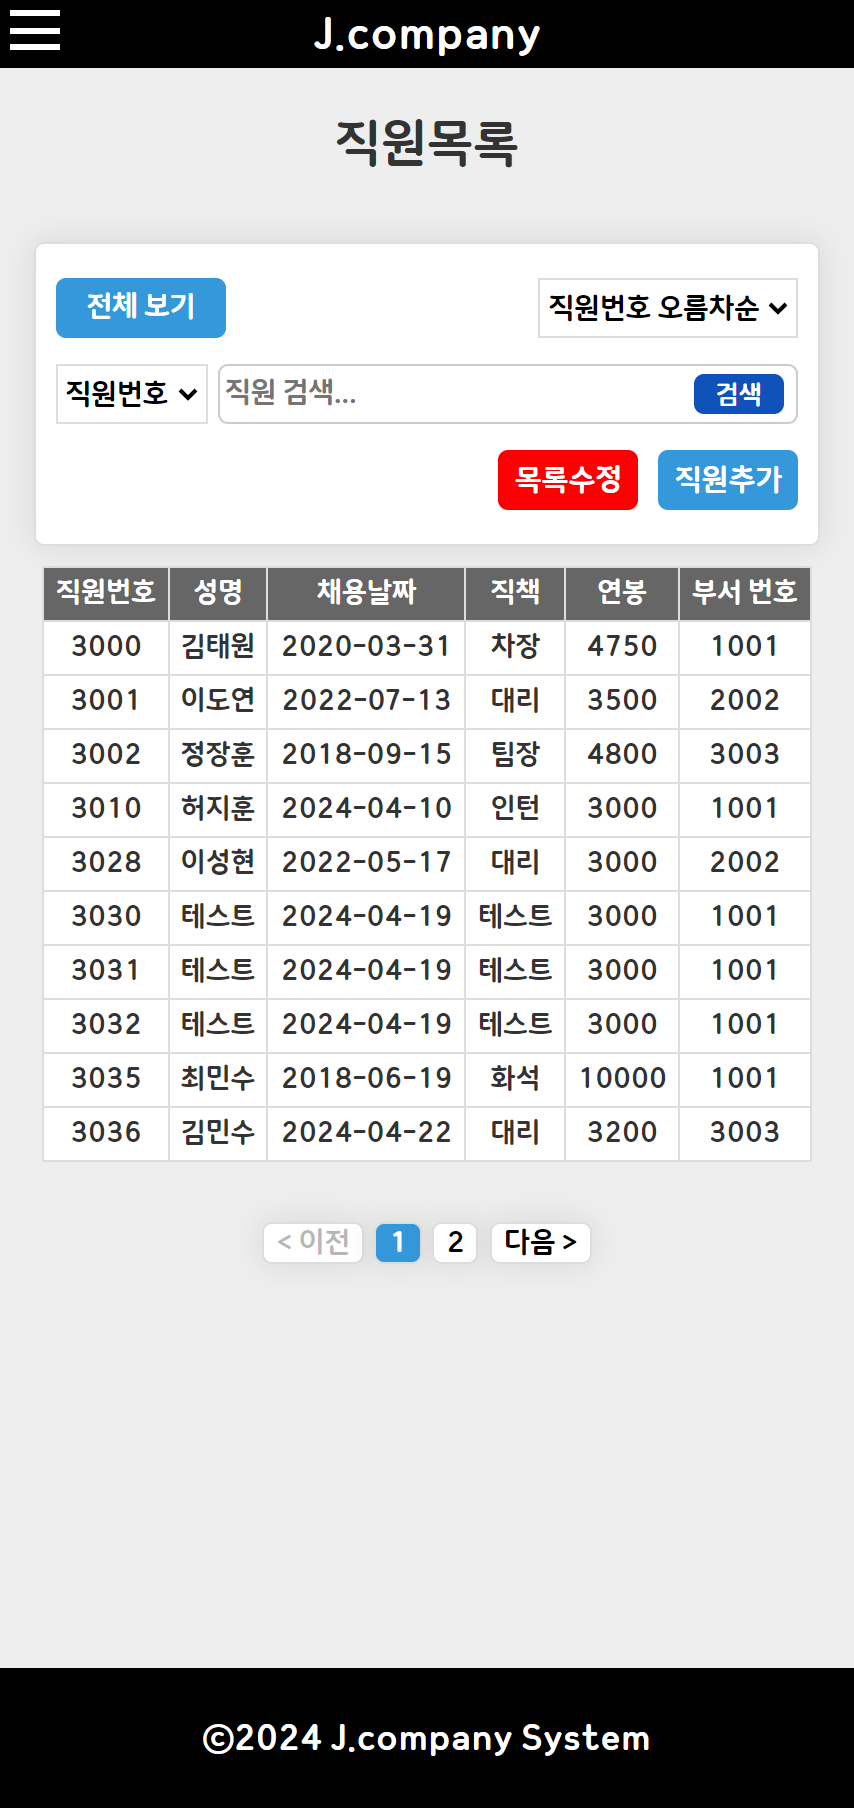 J.company
직원목록
전체 보기 직원번호 오름차순
직원번호 직원 검색... 검색
목록수정 직원추가
직원번호 성명 채용날짜 직책 연봉 부서 번호
3000 김태원 2020-03-31 차장 4750 1001
3001 이도연 2022-07-13 대리 3500 2002
3002 정장훈 2018-09-15 팀장 4800 3003
3010 허지훈 2024-04-10 인턴 3000 1001
3028 이성현 2022-05-17 대리 3000 2002
3030 테스트 2024-04-19 테스트 3000 1001
3031 테스트 2024-04-19 테스트 3000 1001
3032 테스트 2024-04-19 테스트 3000 1001
3035 최민수 2018-06-19 화석 10000 1001
3036 김민수 2024-04-22 대리 3200 3003
< 이전 1 2 다음 >
©2024 J.company System